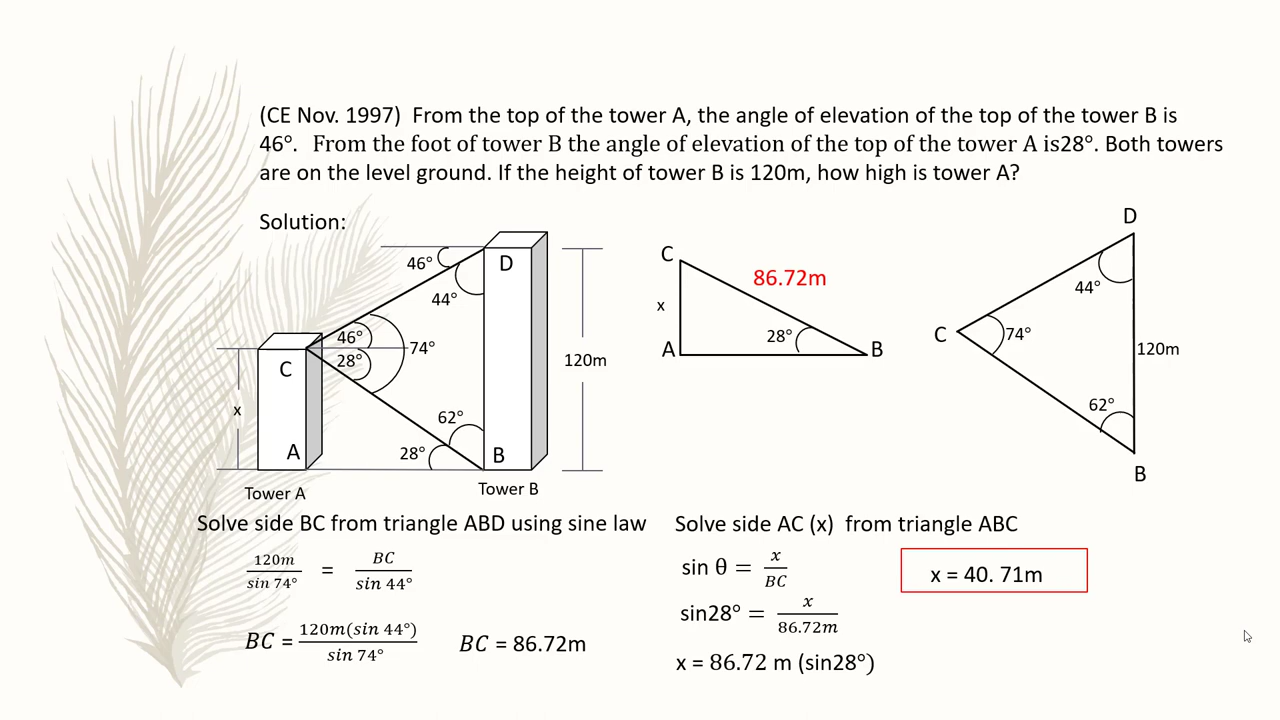 (CE Nov. 1997) From the top of the tower A, the angle of elevation of the top of the tower B is
46°. From the foot of tower B the angle of elevation of the top of the tower A is28°. Both towers
are on the level ground. If the height of tower B is 120m, how high is tower A?
Solution:
46°
D
44°
46°
74°
28°
C
x
120m
62°
A
28°
B
Tower A
Tower B
C
86.72m
x
28°
A
B
D
44°
C
74°
120m
62°
B
Solve side BC from triangle ABD using sine law
120m / sin 74° = BC / sin 44°
BC = 120m(sin 44°) / sin 74°
BC = 86.72m
Solve side AC (x) from triangle ABC
sin θ = x / BC
sin28° = x / 86.72m
x = 86.72 m (sin28°)
x = 40. 71m